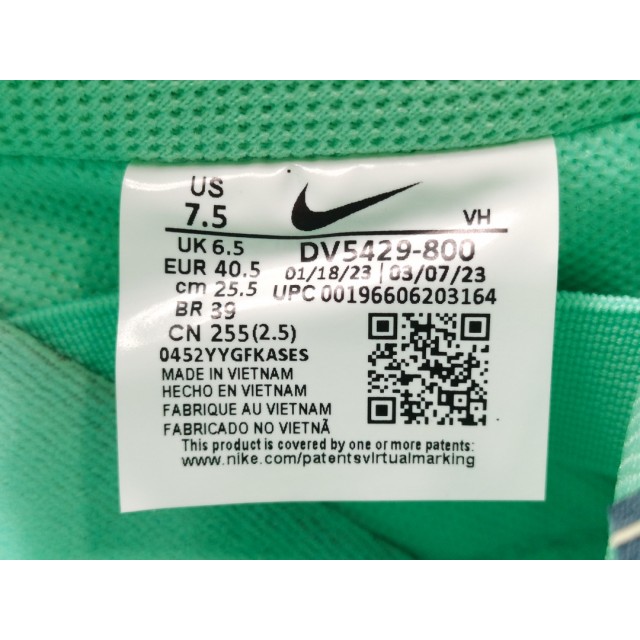 US
7.5
VH
UK 6.5
DV5429-800
EUR 40.5
01/18/23 | 03/07/23
cm 25.5
UPC 00196606203164
BR 39
CN 255(2.5)
0452YYGFKASES
MADE IN VIETNAM
HECHO EN VIETNAM
FABRIQUE AU VIETNAM
FABRICADO NO VIETNÃ
This product is covered by one or more patents:
www.nike.com/patentsvirtualmarking